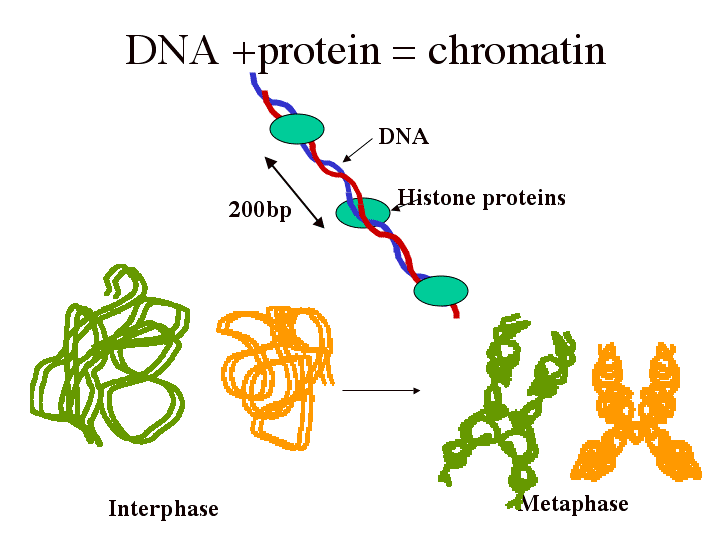 DNA +protein = chromatin
DNA
Histone proteins
200bp
Interphase
Metaphase